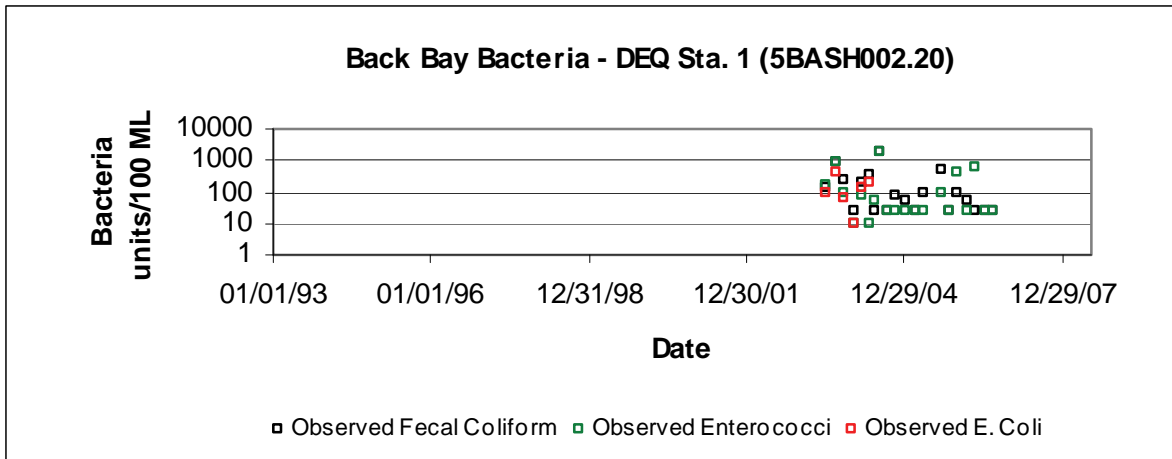 Back Bay Bacteria - DEQ Sta. 1 (5BASH002.20)
Bacteria
units/100 ML
10000
1000
100
10
1
01/01/93 01/01/96 12/31/98 12/30/01 12/29/04 12/29/07
Date
Observed Fecal Coliform Observed Enterococci Observed E. Coli